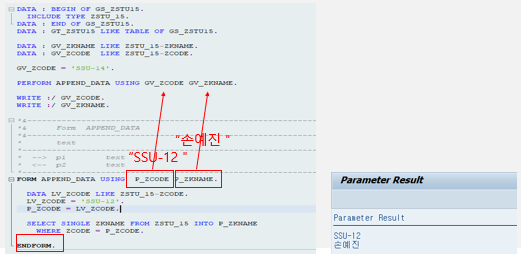 DATA : BEGIN OF GS_ZSTU15.
INCLUDE TYPE ZSTU_15.
DATA : END OF GS_ZSTU15.
DATA : GT_ZSTU15 LIKE TABLE OF GS_ZSTU15.
DATA : GV_ZKNAME LIKE ZSTU_15-ZKNAME.
DATA : GV_ZCODE LIKE ZSTU_15-ZCODE.
GV_ZCODE = 'SSU-14'.
PERFORM APPEND_DATA USING GV_ZCODE GV_ZKNAME.
WRITE :/ GV_ZCODE.
WRITE :/ GV_ZKNAME.
“손예진 ”
“SSU-12 ”
*&---------------------------------------------------------------------
*& Form APPEND_DATA
*&---------------------------------------------------------------------
* text
*----------------------------------------------------------------------
* --> p1 text
* <-- p2 text
*----------------------------------------------------------------------
FORM APPEND_DATA USING P_ZCODE P_ZKNAME.
DATA LV_ZCODE LIKE ZSTU_15-ZCODE.
LV_ZCODE = 'SSU-12'.
P_ZCODE = LV_ZCODE.
SELECT SINGLE ZKNAME FROM ZSTU_15 INTO P_ZKNAME
WHERE ZCODE = P_ZCODE.
ENDFORM.
Parameter Result
Parameter Result
SSU-12
손예진